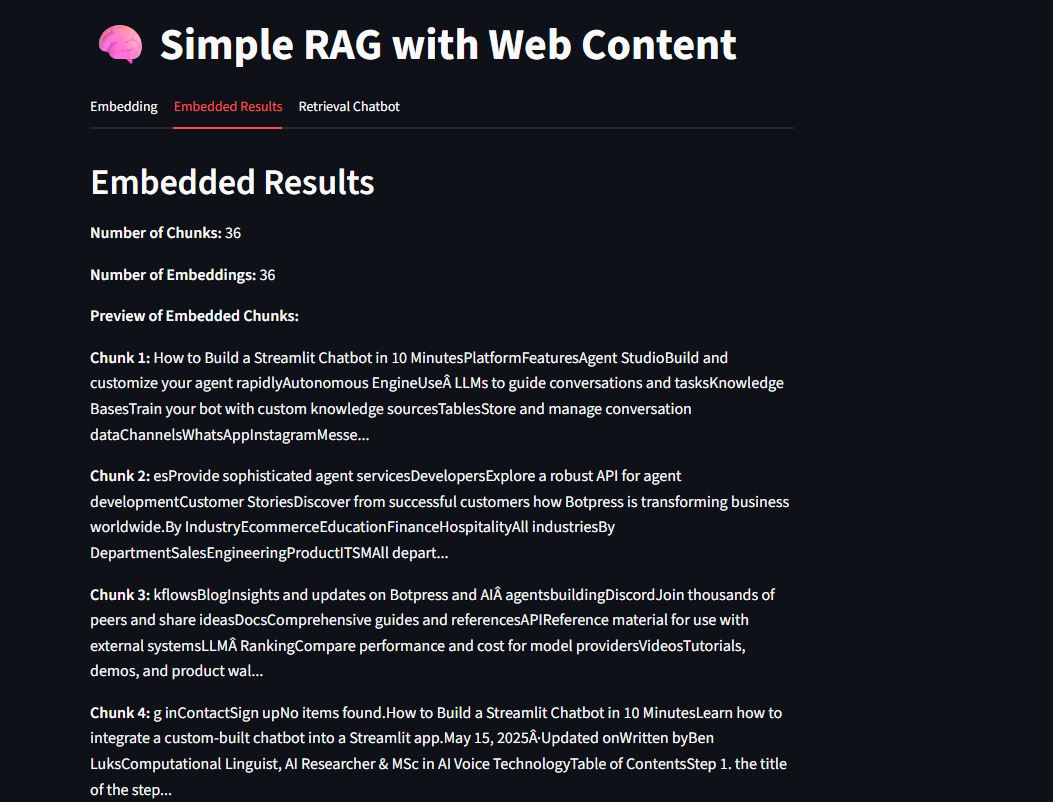 Simple RAG with Web Content
Embedding Embedded Results Retrieval Chatbot
Embedded Results
Number of Chunks: 36
Number of Embeddings: 36
Preview of Embedded Chunks:
Chunk 1: How to Build a Streamlit Chatbot in 10 MinutesPlatformFeaturesAgent StudioBuild and
customize your agent rapidlyAutonomous EngineUseÂ LLMs to guide conversations and tasksKnowledge
BasesTrain your bot with custom knowledge sourcesTablesStore and manage conversation
dataChannelsWhatsAppInstagramMesse...
Chunk 2: esProvide sophisticated agent servicesDevelopersExplore a robust API for agent
developmentCustomer StoriesDiscover from successful customers how Botpress is transforming business
worldwide.By IndustryEcommerceEducationFinanceHospitalityAll industriesBy
DepartmentSalesEngineeringProductITSMAll depart...
Chunk 3: kflowsBlogInsights and updates on Botpress and AIÂ agentsbuildingDiscordJoin thousands of
peers and share ideasDocsComprehensive guides and referencesAPIReference material for use with
external systemsLLMÂ RankingCompare performance and cost for model providersVideosTutorials,
demos, and product wal...
Chunk 4: g inContactSign upNo items found.How to Build a Streamlit Chatbot in 10 MinutesLearn how to
integrate a custom-built chatbot into a Streamlit app.May 15, 2025Â·Updated onWritten byBen
LuksComputational Linguist, AI Researcher & MSc in AI Voice TechnologyTable of ContentsStep 1. the title
of the step...